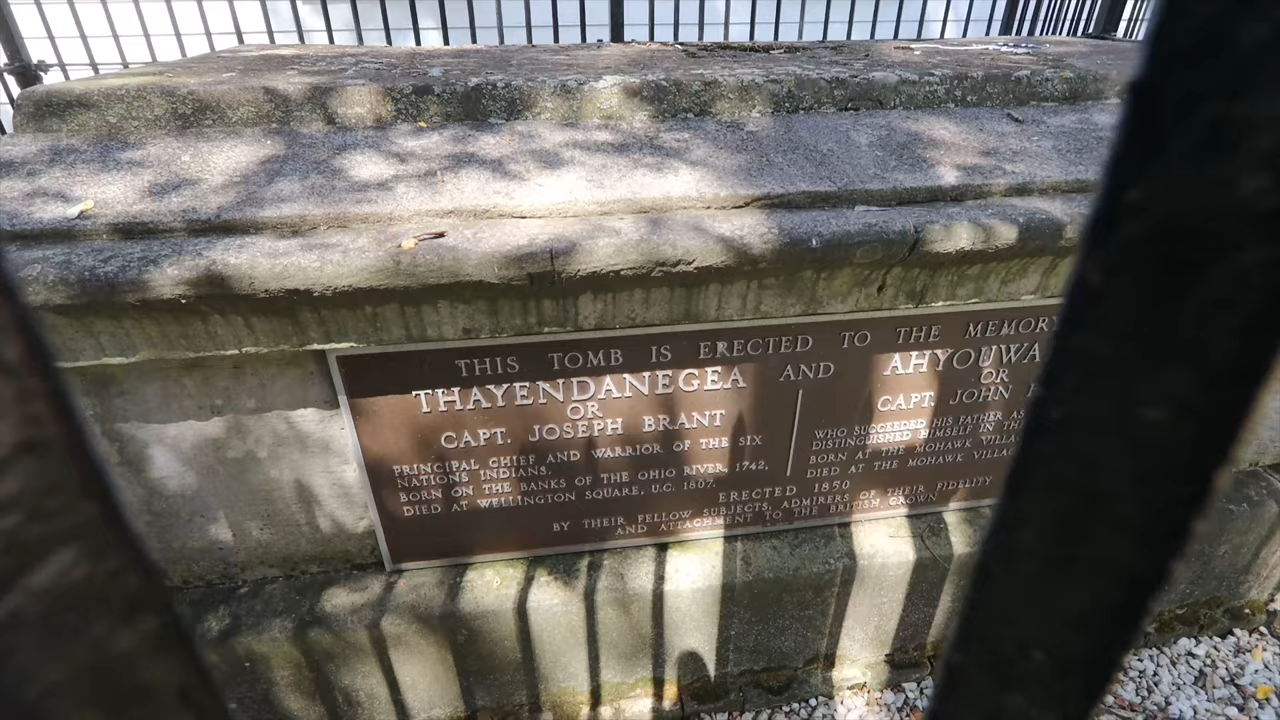 THIS TOMB IS ERECTED TO THE MEMORY
THAYENDANEGEA AND AHYOUWA
OR
OR
CAPT. JOSEPH BRANT
CAPT. JOHN
PRINCIPAL CHIEF AND WARRIOR OF THE SIX
NATIONS INDIANS.
BORN ON THE BANKS OF THE OHIO RIVER, 1742,
DIED AT WELLINGTON SQUARE, U.C. 1807.
WHO SUCCEEDED HIS FATHER AS
DISTINGUISHED HIMSELF IN TH
BORN AT THE MOHAWK VILLA
DIED AT THE MOHAWK VILLA
ERECTED 1850
BY THEIR FELLOW SUBJECTS, ADMIRERS OF THEIR FIDELITY
AND ATTACHMENT TO THE BRITISH CROWN